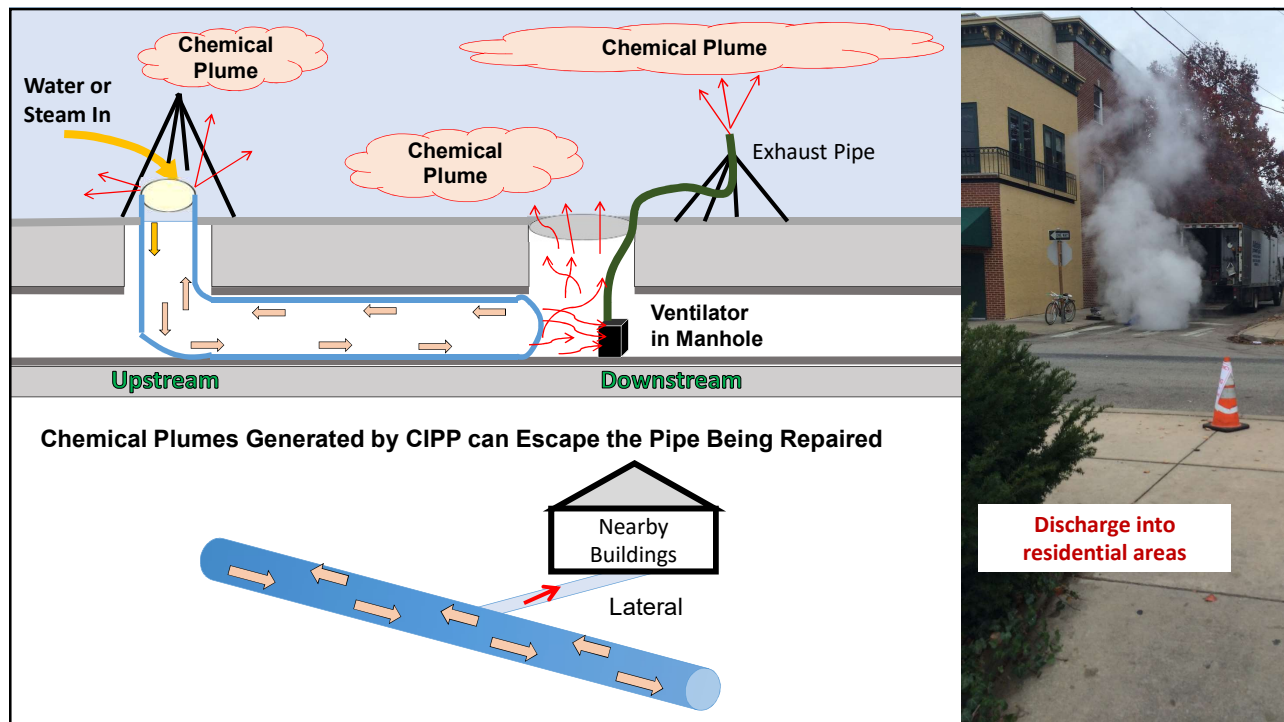 Chemical
Plume
Water or
Steam In
Chemical Plume
Chemical
Plume
Exhaust Pipe
Ventilator
in Manhole
Upstream
Downstream
Chemical Plumes Generated by CIPP can Escape the Pipe Being Repaired
Nearby
Buildings
Lateral
Discharge into
residential areas